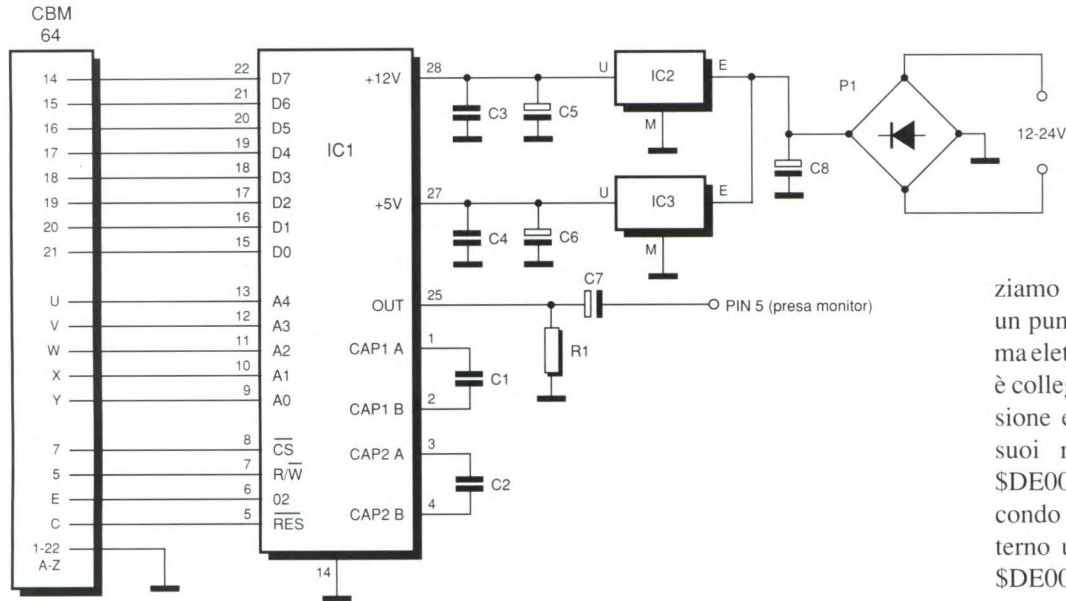 CBM
64
14
15
16
17
18
19
20
21
U
V
W
X
Y
7
5
E
C
1-22
A-Z
22
21
20
19
18
17
16
15
13
12
11
10
9
8
7
6
5
14
D7
D6
D5
D4
D3
D2
D1
D0
A4
A3
A2
A1
A0
CS
R/W
02
RES
IC1
+12V
+5V
OUT
CAP1 A
CAP1 B
CAP2 A
CAP2 B
28
27
25
1
2
3
4
C3
C5
U
IC2
E
M
C4
C6
U
IC3
E
M
C8
P1
12-24V
C7
PIN 5 (presa monitor)
R1
C1
C2
ziamo
un pun
ma elet
è colleg
sione e
suoi r
$DE00
condo
terno u
$DE00